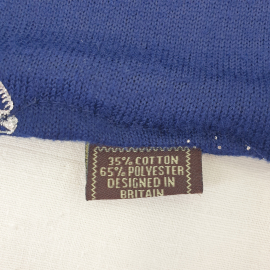 35% COTTON
65% POLYESTER
DESIGNED IN
BRITAIN